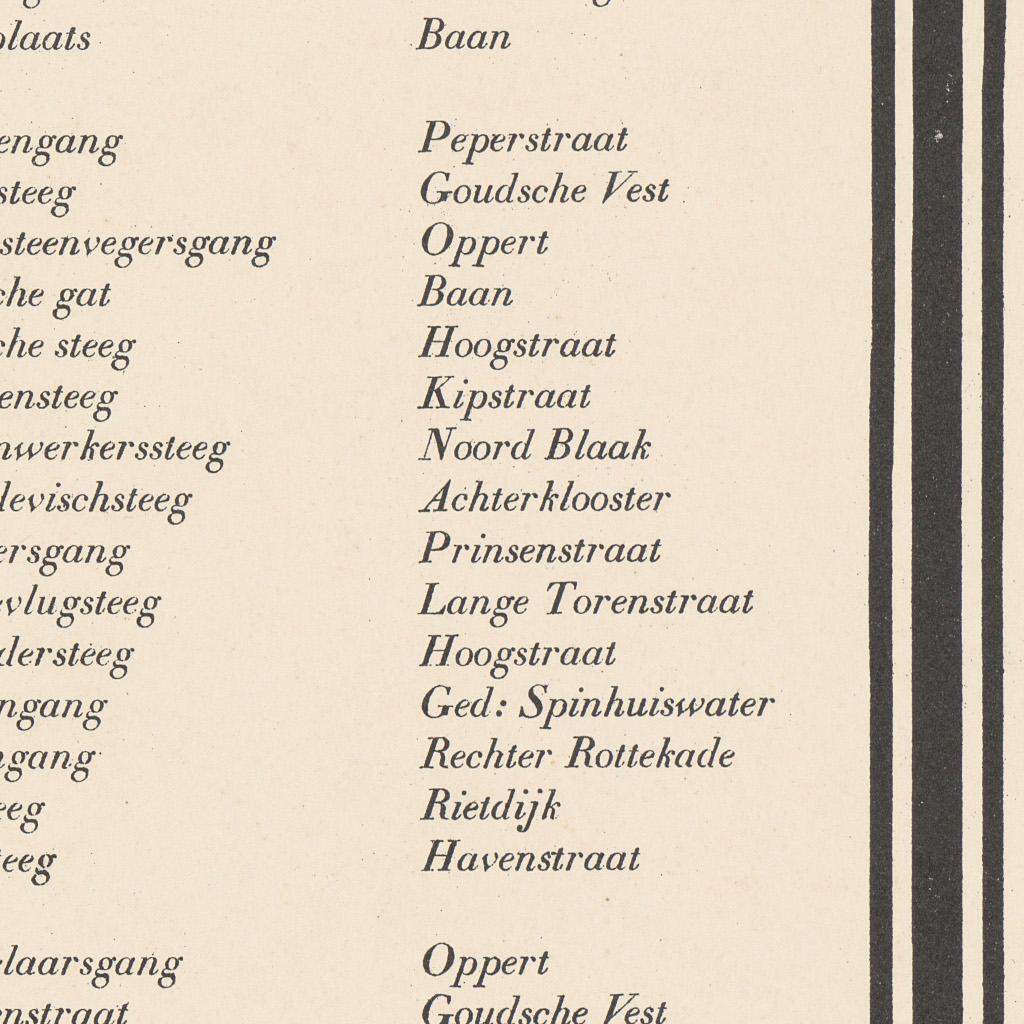 plaats Baan
engang Peperstraat
steeg Goudsche Vest
steenvegersgang Oppert
che gat Baan
che steeg Hoogstraat
ensteeg Kipstraat
nwerkerssteeg Noord Blaak
levischsteeg Achterklooster
ersgang Prinsenstraat
vlugsteeg Lange Torenstraat
dersteeg Hoogstraat
ngang Ged: Spinhuiswater
gang Rechter Rottekade
eeg Rietdijk
teeg Havenstraat
laarsgang Oppert
enstraat Goudsche Vest